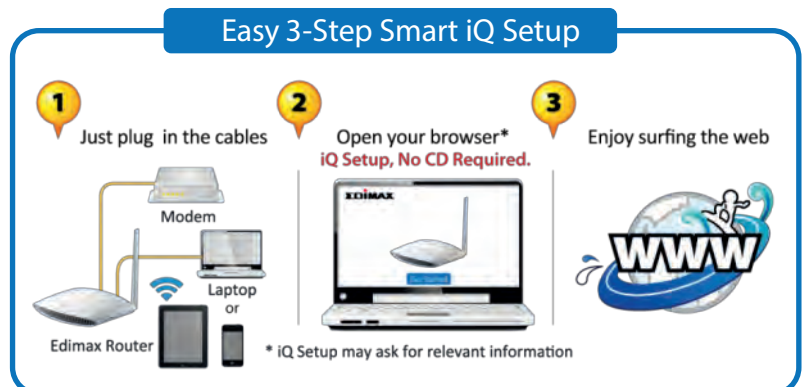 Easy 3-Step Smart iQ Setup
1
Just plug in the cables
Modem
Laptop
or
Edimax Router
2
Open your browser*
iQ Setup, No CD Required.
EDIMAX
* iQ Setup may ask for relevant information
3
Enjoy surfing the web
WWW